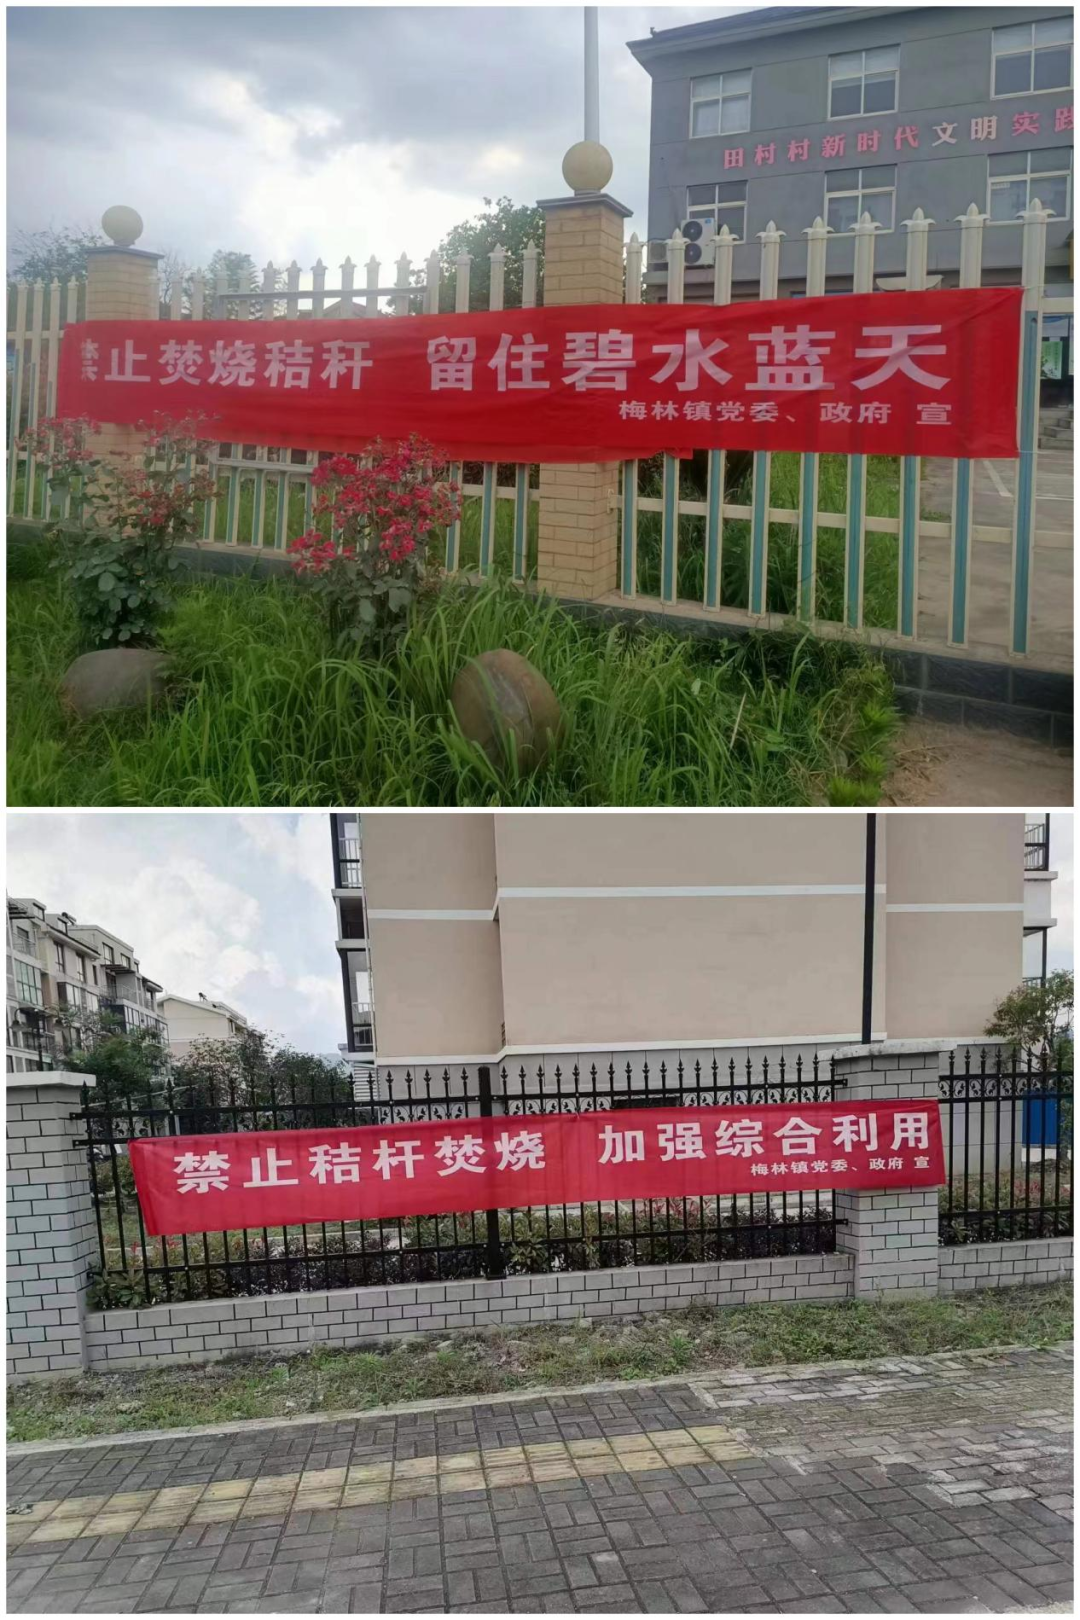 田村村新时代文明实践
禁止焚烧秸秆 留住碧水蓝天
梅林镇党委、政府 宣
禁止秸杆焚烧 加强综合利用
梅林镇党委、政府 宣